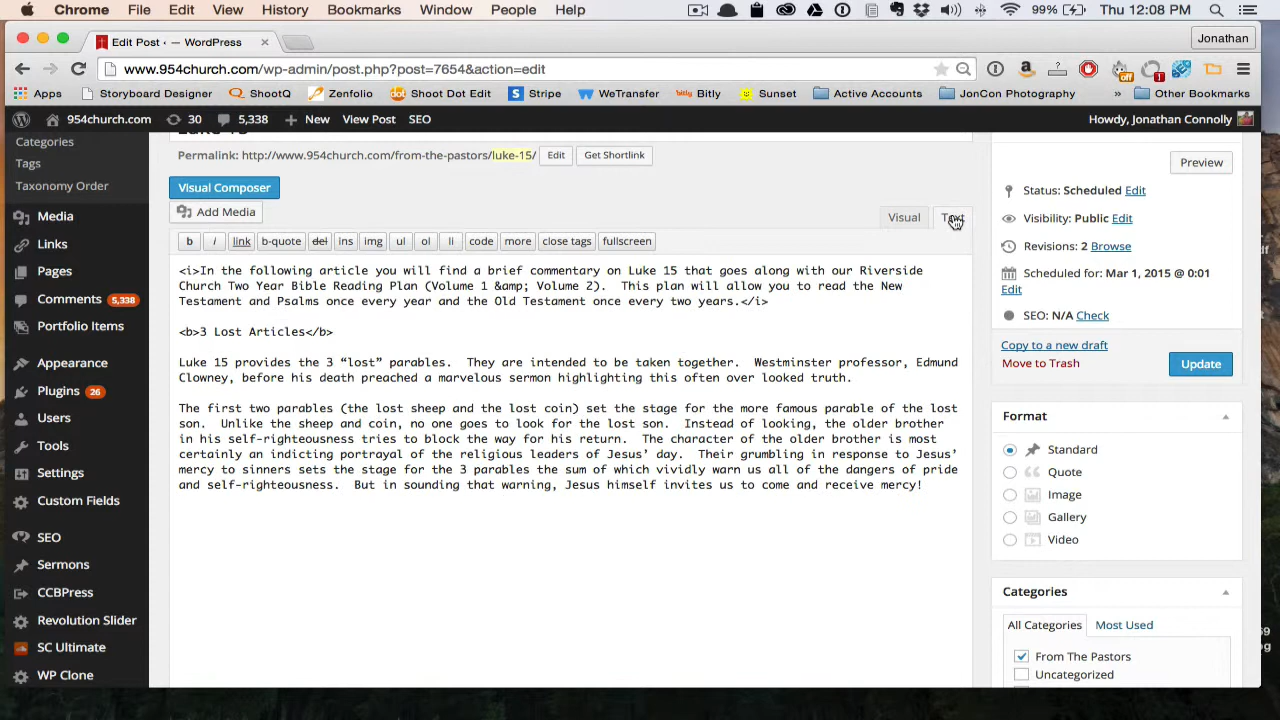 Chrome File Edit View History Bookmarks Window People Help 99% Thu 12:08 PM
Edit Post ‹ — WordPress
Jonathan
www.954church.com/wp-admin/post.php?post=7654&action=edit
Apps Storyboard Designer ShootQ Zenfolio Shoot Dot Edit Stripe WeTransfer Bitly Sunset Active Accounts JonCon Photography » Other Bookmarks
954church.com 30 5,338 New View Post SEO Howdy, Jonathan Connolly
Categories
Tags
Taxonomy Order
Media
Links
Pages
Comments 5,338
Portfolio Items
Appearance
Plugins 26
Users
Tools
Settings
Custom Fields
SEO
Sermons
CCBPress
Revolution Slider
SC Ultimate
WP Clone
Luke 15
Permalink: http://www.954church.com/from-the-pastors/luke-15/ Edit Get Shortlink
Visual Composer
Add Media
Visual Text
b i link b-quote del ins img ul ol li code more close tags fullscreen
<i>In the following article you will find a brief commentary on Luke 15 that goes along with our Riverside
Church Two Year Bible Reading Plan (Volume 1 &amp; Volume 2).  This plan will allow you to read the New
Testament and Psalms once every year and the Old Testament once every two years.</i>
<b>3 Lost Articles</b>
Luke 15 provides the 3 “lost” parables.  They are intended to be taken together.  Westminster professor, Edmund
Clowney, before his death preached a marvelous sermon highlighting this often over looked truth.
The first two parables (the lost sheep and the lost coin) set the stage for the more famous parable of the lost
son.  Unlike the sheep and coin, no one goes to look for the lost son.  Instead of looking, the older brother
in his self-righteousness tries to block the way for his return.  The character of the older brother is most
certainly an indicting portrayal of the religious leaders of Jesus’ day.  Their grumbling in response to Jesus’
mercy to sinners sets the stage for the 3 parables the sum of which vividly warn us all of the dangers of pride
and self-righteousness.  But in sounding that warning, Jesus himself invites us to come and receive mercy!
Preview
Status: Scheduled Edit
Visibility: Public Edit
Revisions: 2 Browse
Scheduled for: Mar 1, 2015 @ 0:01
Edit
SEO: N/A Check
Copy to a new draft
Move to Trash
Update
Format
Standard
Quote
Image
Gallery
Video
Categories
All Categories Most Used
From The Pastors
Uncategorized